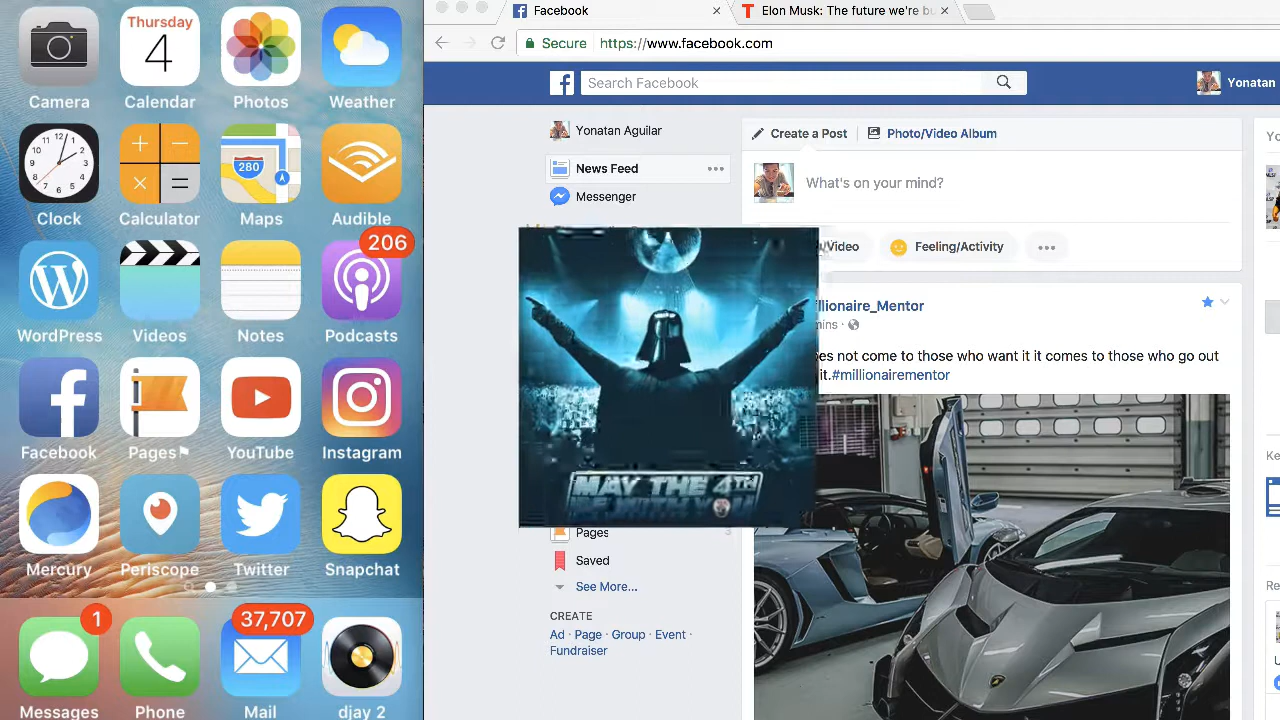 Thursday
4
Camera
Calendar
Photos
Weather
280
Clock
Calculator
Maps
Audible
206
WordPress
Videos
Notes
Podcasts
Facebook
Pages
YouTube
Instagram
Mercury
Periscope
Twitter
Snapchat
1
37,707
Messages
Phone
Mail
djay 2
Facebook
Elon Musk: The future we're bu
Secure
https://www.facebook.com
Search Facebook
Yonatan
Yonatan Aguilar
News Feed
Messenger
Pages
3
Saved
See More...
CREATE
Ad · Page · Group · Event ·
Fundraiser
Create a Post
Photo/Video Album
What's on your mind?
/Video
Feeling/Activity
illionaire_Mentor
mins ·
es not come to those who want it it comes to those who go out
it.#millionairementor
MAY THE 4TH
Yo
Ke
Re